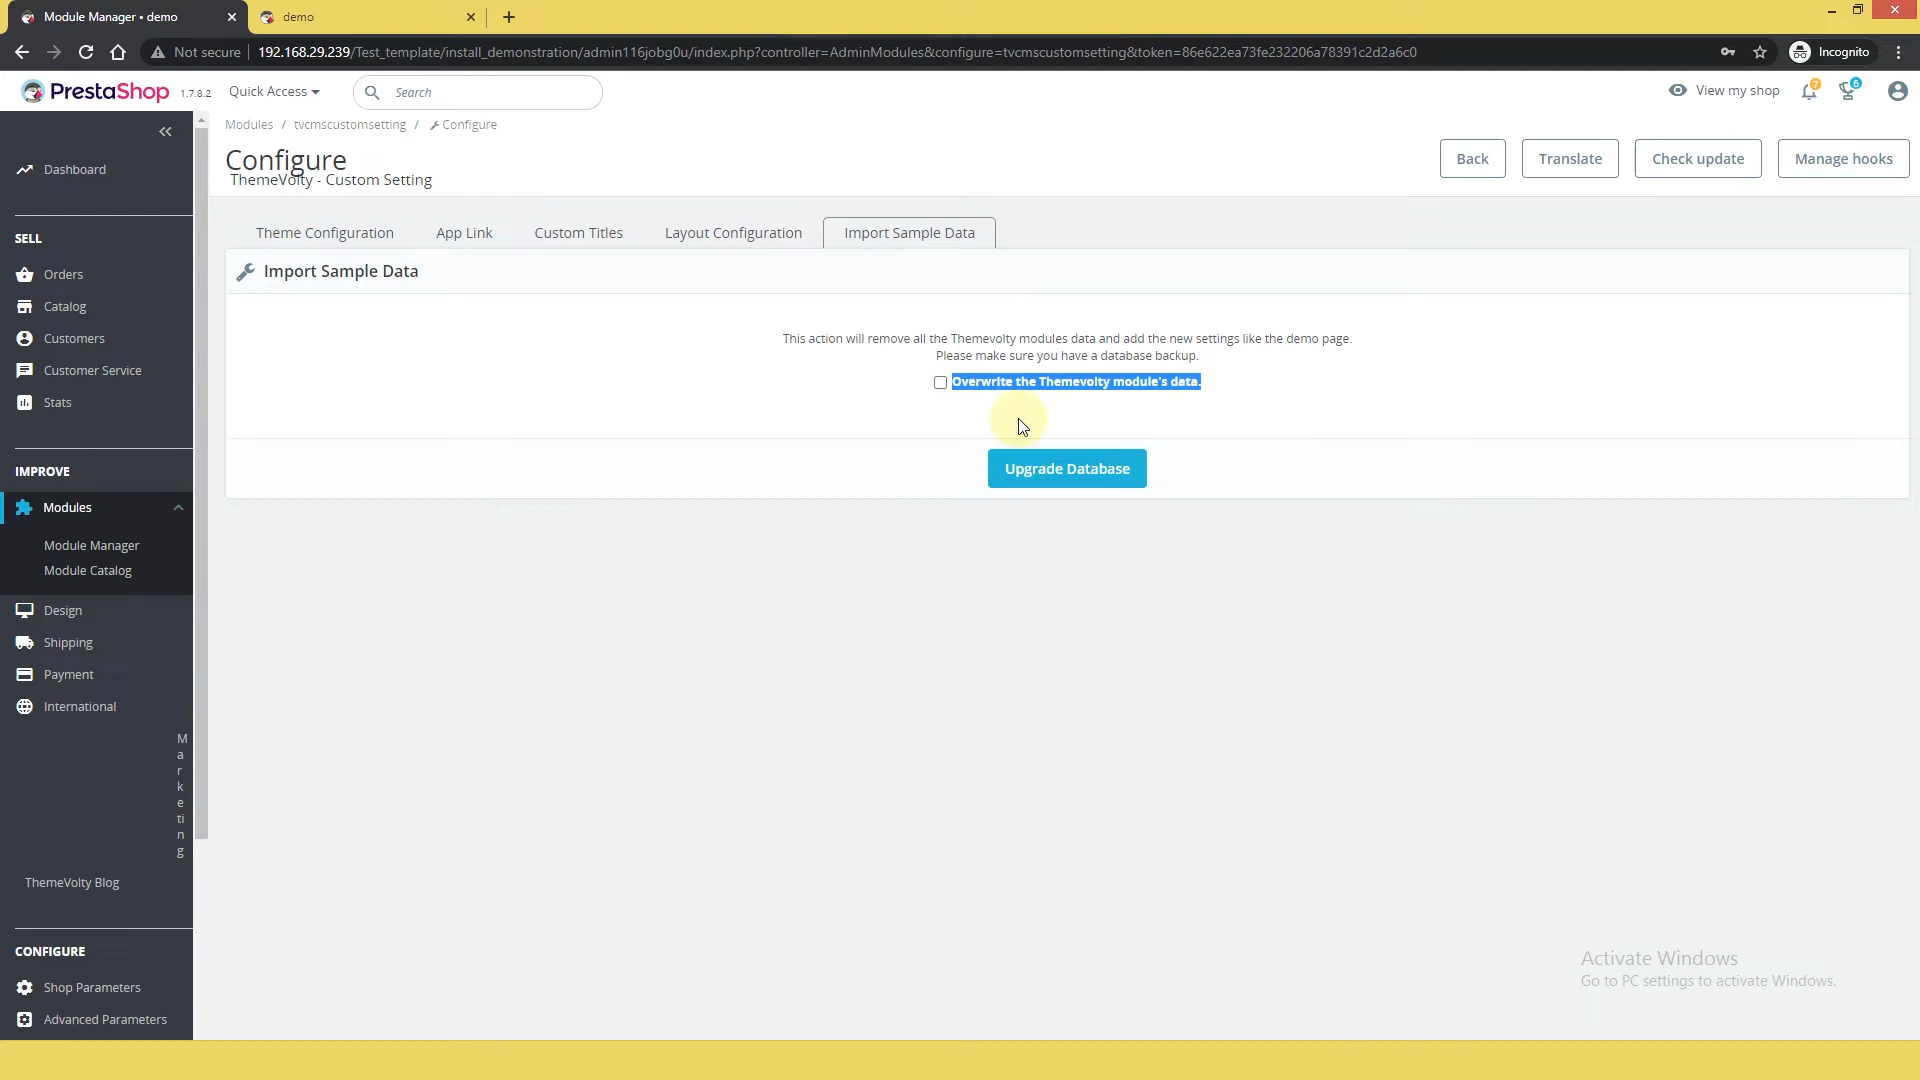 Module Manager • demo
demo
Not secure
192.168.29.239/Test_template/install_demonstration/admin116jobg0u/index.php?controller=AdminModules&configure=tvcmscustomsetting&token=86e622ea73fe232206a78391c2d2a6c0
Incognito
PrestaShop 1.7.8.2
Quick Access
Search
View my shop
7
6
Modules / tvcmscustomsetting / Configure
Configure
ThemeVolty - Custom Setting
Back
Translate
Check update
Manage hooks
Dashboard
SELL
Orders
Catalog
Customers
Customer Service
Stats
IMPROVE
Modules
Module Manager
Module Catalog
Design
Shipping
Payment
International
Marketing
ThemeVolty Blog
CONFIGURE
Shop Parameters
Advanced Parameters
Theme Configuration
App Link
Custom Titles
Layout Configuration
Import Sample Data
Import Sample Data
This action will remove all the Themevolty modules data and add the new settings like the demo page.
Please make sure you have a database backup.
Overwrite the Themevolty module's data.
Upgrade Database
Activate Windows
Go to PC settings to activate Windows.